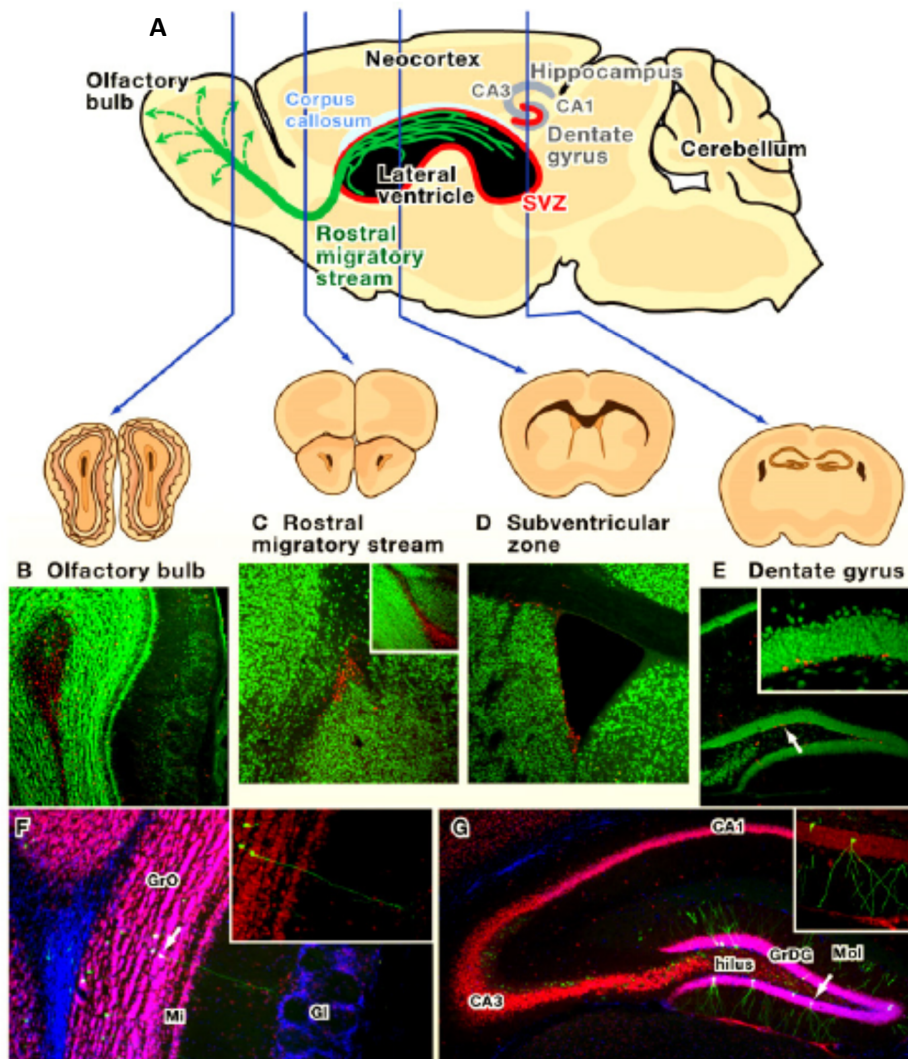 A
Neocortex
Olfactory
bulb
Corpus
callosum
Hippocampus
CA3
CA1
Dentate
gyrus
Cerebellum
Lateral
ventricle
SVZ
Rostral
migratory
stream
C Rostral
migratory stream
D Subventricular
zone
B Olfactory bulb
E Dentate gyrus
F
GrO
Mi
Gl
G
CA1
GrDG
Mol
hilus
CA3